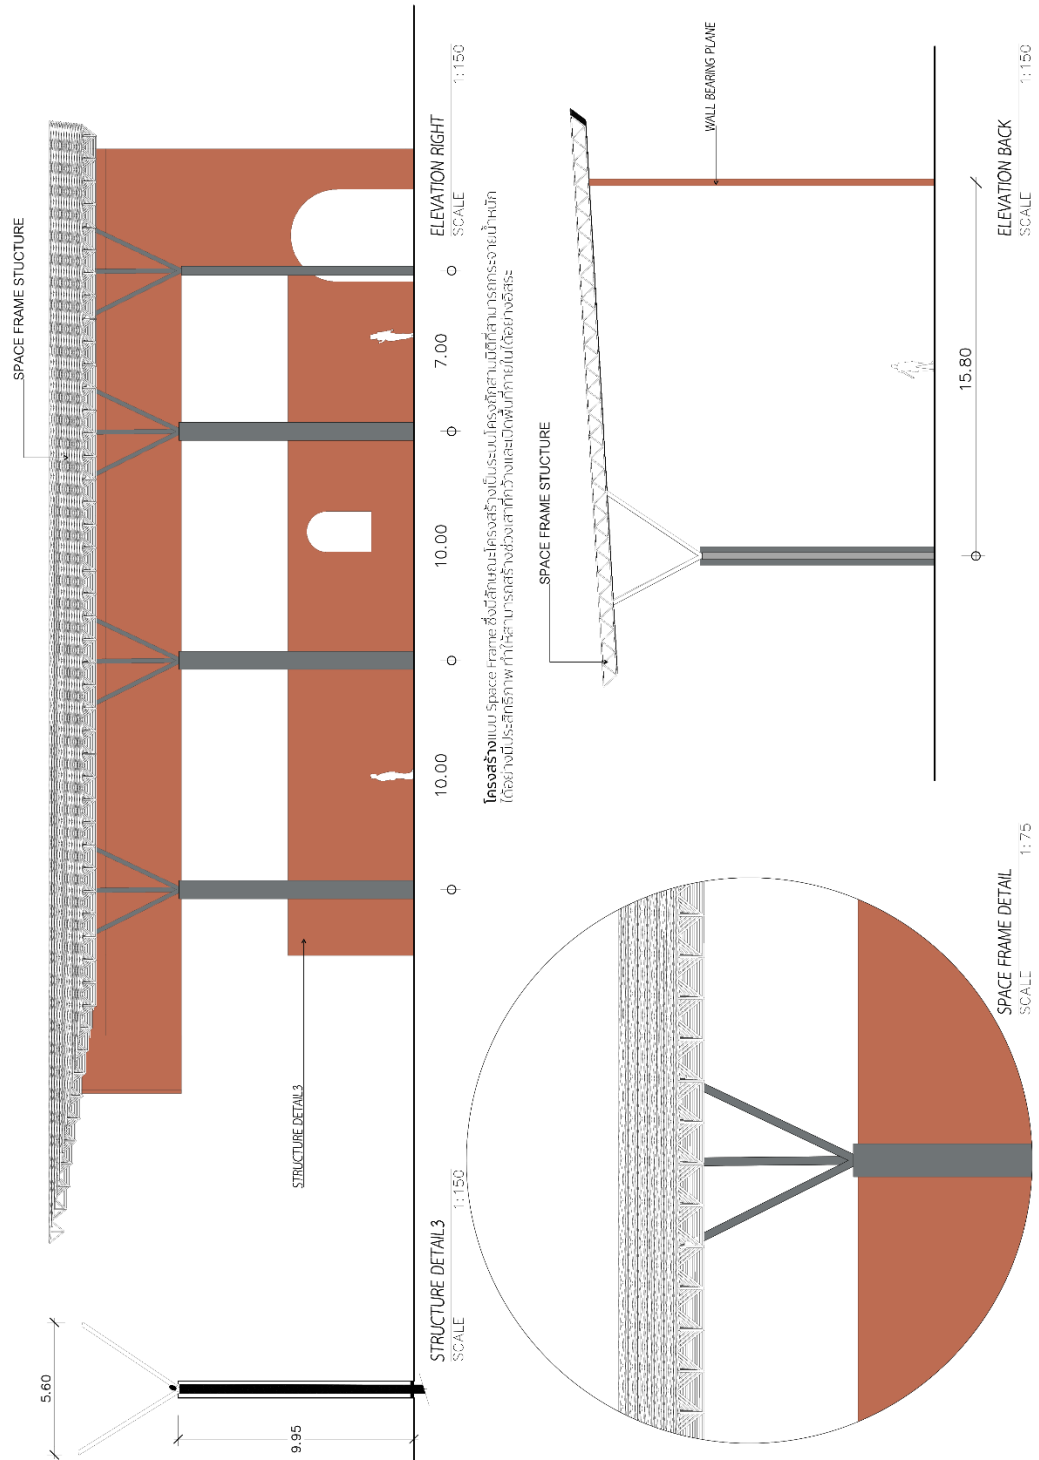 SPACE FRAME STUCTURE
STRUCTURE DETAIL3
5.60
9.95
STRUCTURE DETAIL3
SCALE 1:150
10.00
10.00
7.00
ELEVATION RIGHT
SCALE 1:150
โครงสร้างแบบ Space Frame ซึ่งมีลักษณะโครงสร้างเป็นระบบโครงถักสามมิติที่สามารถกระจายน้ำหนัก
ได้อย่างมีประสิทธิภาพ ทำให้สามารถสร้างช่วงเสาที่กว้างและเปิดพื้นที่ภายในได้อย่างอิสระ
SPACE FRAME STUCTURE
WALL BEARING PLANE
15.80
ELEVATION BACK
SCALE 1:150
SPACE FRAME DETAIL
SCALE 1:75